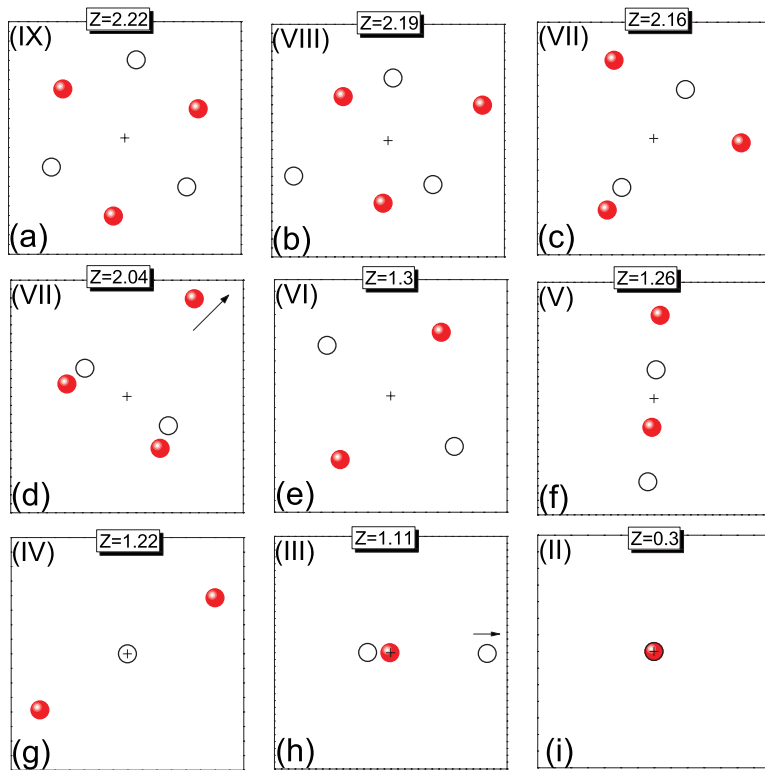 (IX)
Z=2.22
(a)
(VIII)
Z=2.19
(b)
(VII)
Z=2.16
(c)
(VII)
Z=2.04
(d)
(VI)
Z=1.3
(e)
(V)
Z=1.26
(f)
(IV)
Z=1.22
(g)
(III)
Z=1.11
(h)
(II)
Z=0.3
(i)